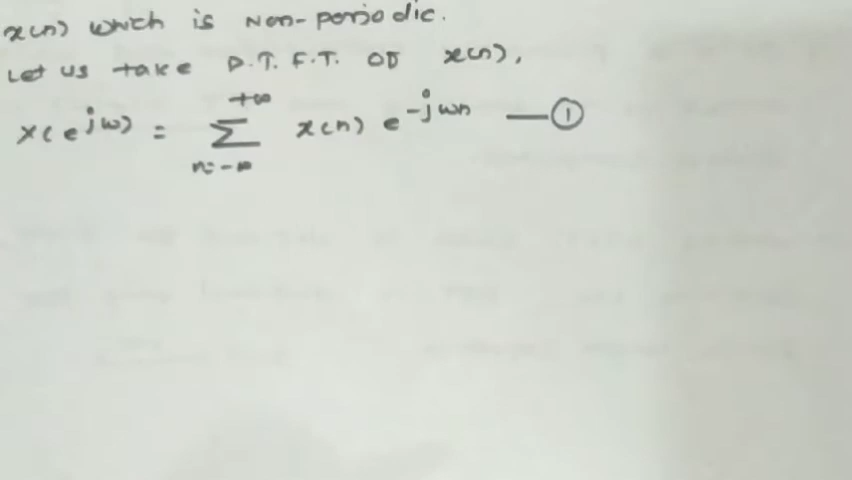 x(n) which is Non-periodic.
Let us take D.T.F.T. OF x(n),
+∞
X(e^jω) = Σ x(n) e^-jωn — ①
n=-∞